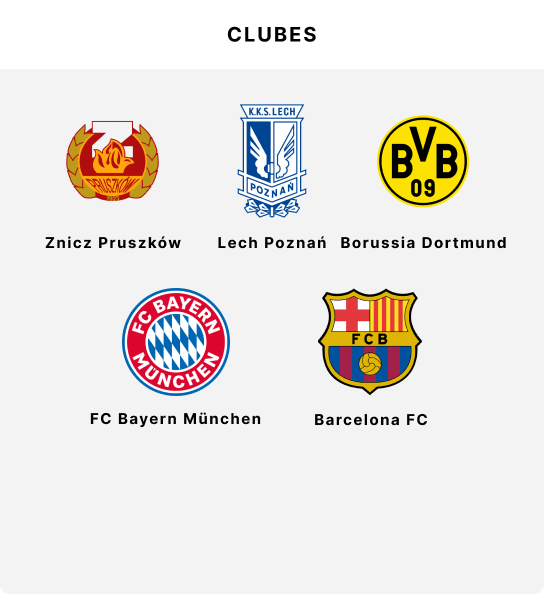 CLUBES
PRUSZKÓW
1923
Znicz Pruszków
K.K.S. LECH
POZNAŃ
Lech Poznań
BVB
09
Borussia Dortmund
FC BAYERN
MÜNCHEN
FC Bayern München
FCB
Barcelona FC